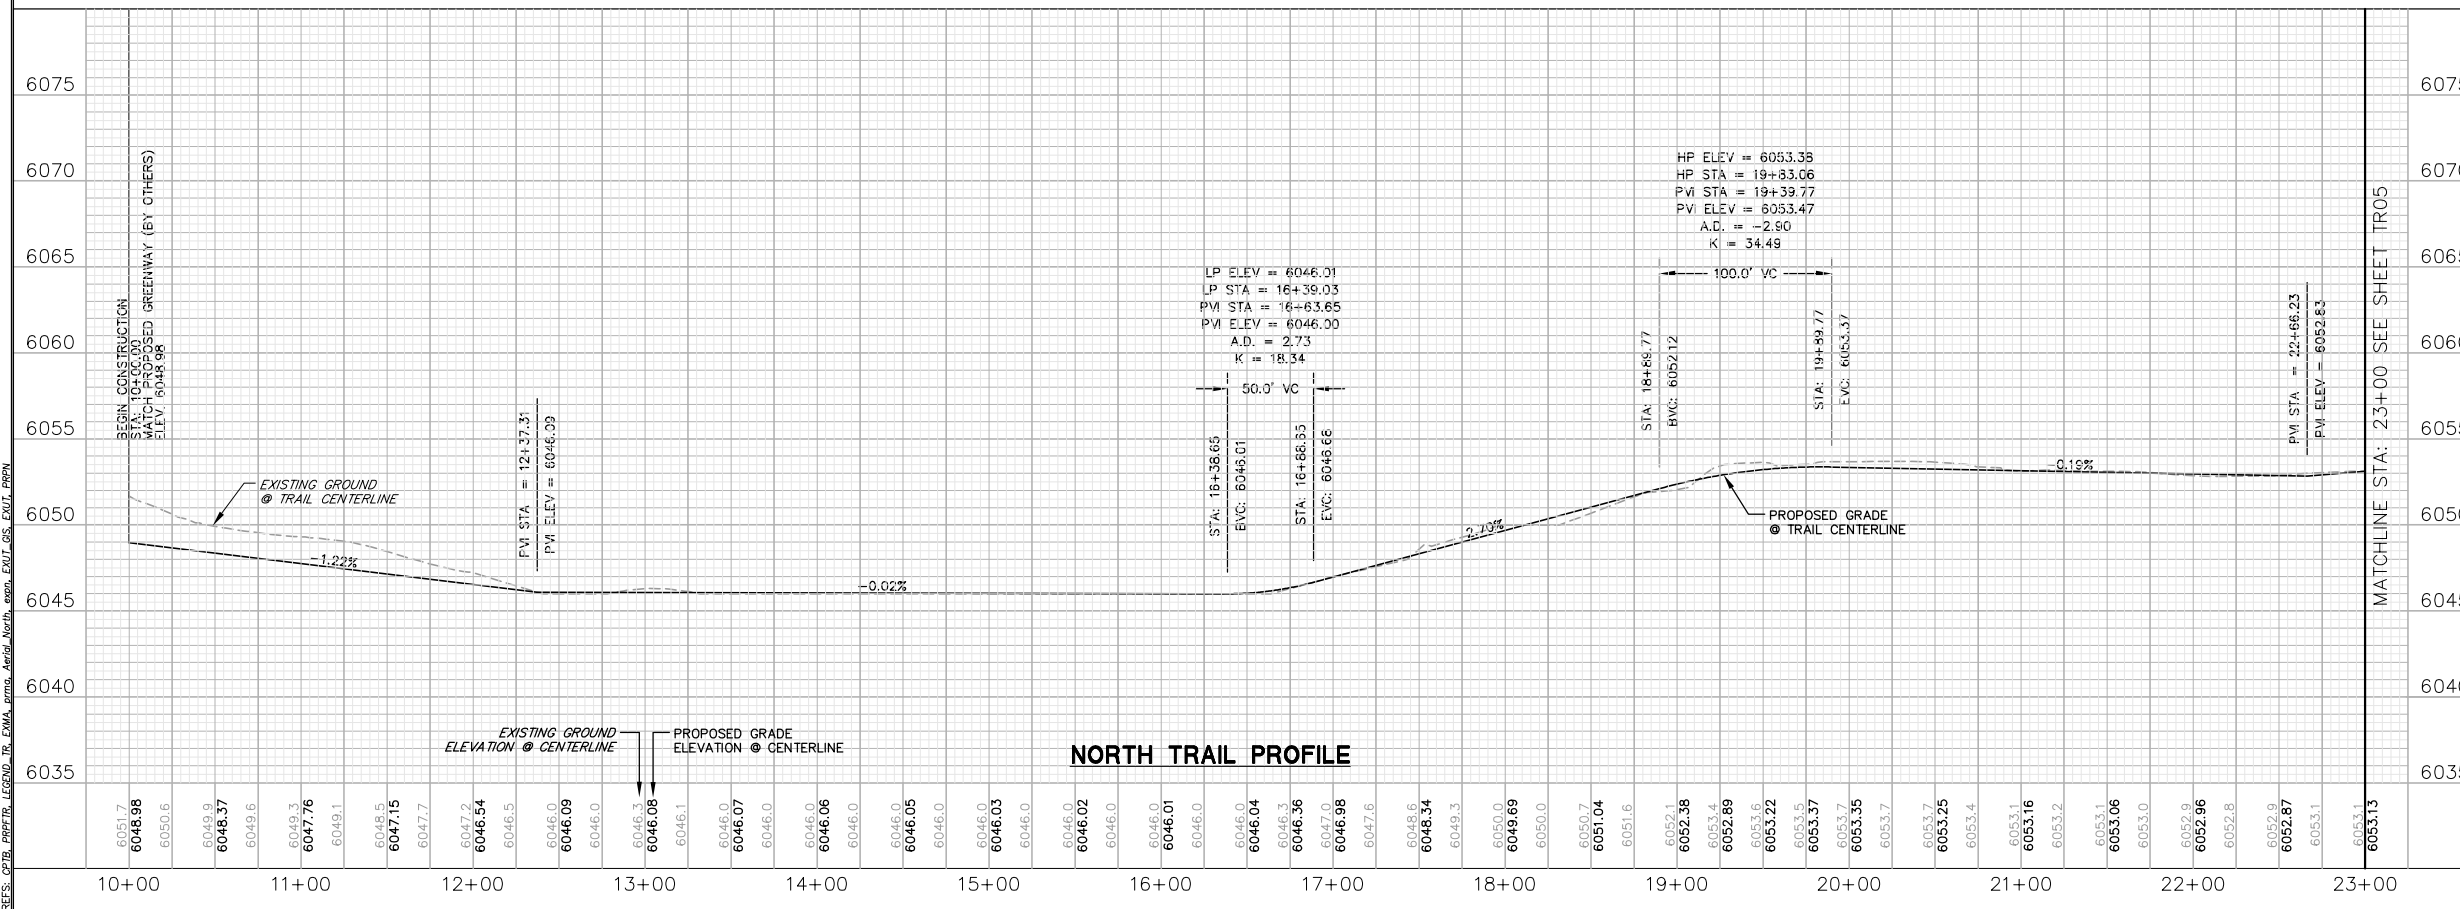 6075
6070
6065
6060
6055
6050
6045
6040
6035
BEGIN CONSTRUCTION
STA: 10+00.00
MATCH PROPOSED GREENWAY (BY OTHERS)
ELEV: 6048.98
EXISTING GROUND
@ TRAIL CENTERLINE
-1.22%
PVI STA = 12+37.31
PVI ELEV = 6046.09
-0.02%
LP ELEV = 6046.01
LP STA = 16+39.03
PVI STA = 16+63.65
PVI ELEV = 6046.00
A.D. = 2.73
K = 18.34
50.0' VC
STA: 16+38.65
BVC: 6046.01
STA: 16+88.65
EVC: 6046.68
2.70%
HP ELEV = 6053.38
HP STA = 19+83.06
PVI STA = 19+39.77
PVI ELEV = 6053.47
A.D. = -2.90
K = 34.49
100.0' VC
STA: 18+89.77
BVC: 6052.12
STA: 19+89.77
EVC: 6053.37
PROPOSED GRADE
@ TRAIL CENTERLINE
-0.19%
PVI STA = 22+66.23
PVI ELEV = 6052.83
MATCHLINE STA: 23+00 SEE SHEET TR05
EXISTING GROUND
ELEVATION @ CENTERLINE
PROPOSED GRADE
ELEVATION @ CENTERLINE
NORTH TRAIL PROFILE
6051.7
6048.98
6050.6
6049.9
6048.37
6049.6
6049.3
6047.76
6049.1
6048.5
6047.15
6047.7
6047.2
6046.54
6046.5
6046.0
6046.09
6046.0
6046.3
6046.08
6046.1
6046.0
6046.07
6046.0
6046.0
6046.06
6046.0
6046.0
6046.05
6046.0
6046.0
6046.03
6046.0
6046.0
6046.02
6046.0
6046.0
6046.01
6046.0
6046.0
6046.04
6046.3
6046.36
6047.0
6046.98
6047.6
6048.6
6048.34
6049.3
6050.0
6049.69
6050.0
6050.7
6051.04
6051.6
6052.1
6052.38
6053.4
6052.89
6053.6
6053.22
6053.5
6053.37
6053.7
6053.35
6053.7
6053.7
6053.25
6053.4
6053.1
6053.16
6053.2
6053.1
6053.06
6053.0
6052.9
6052.96
6052.8
6052.9
6052.87
6053.1
6053.1
6053.13
10+00
11+00
12+00
13+00
14+00
15+00
16+00
17+00
18+00
19+00
20+00
21+00
22+00
23+00
REFS: CPTB, PRPFTR, LEGEND_TR, EXMA, prma, Aerial_North, expn, EXUT_GIS, EXUT, PRPN